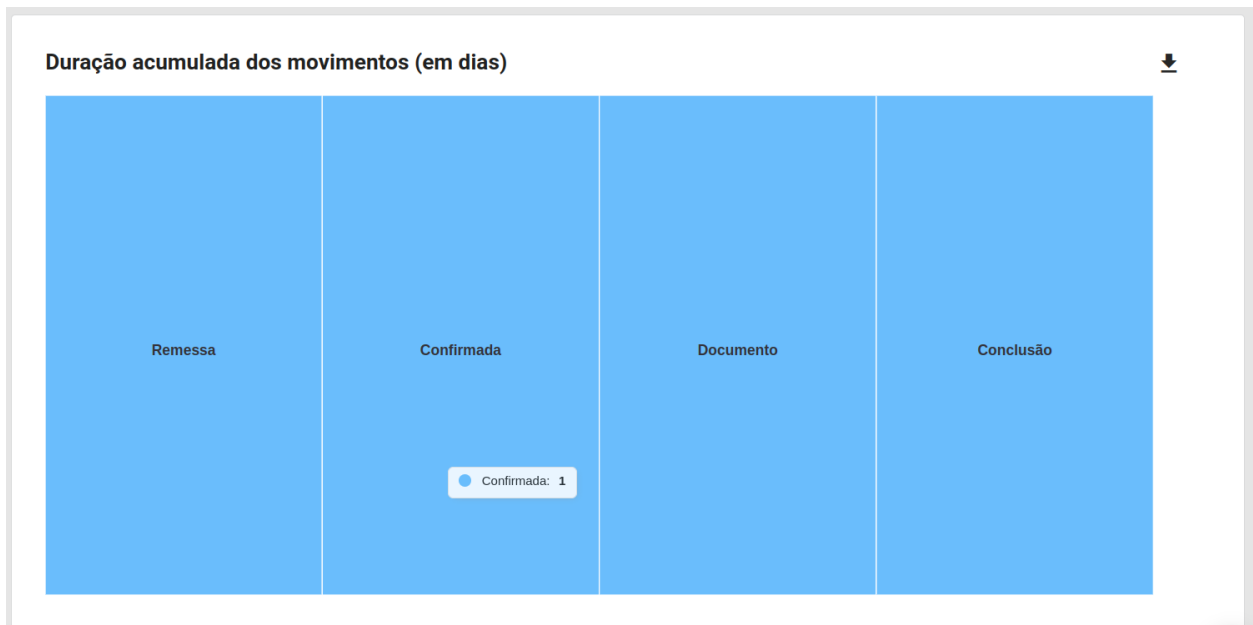 Duração acumulada dos movimentos (em dias)
Remessa
Confirmada
Documento
Conclusão
Confirmada: 1